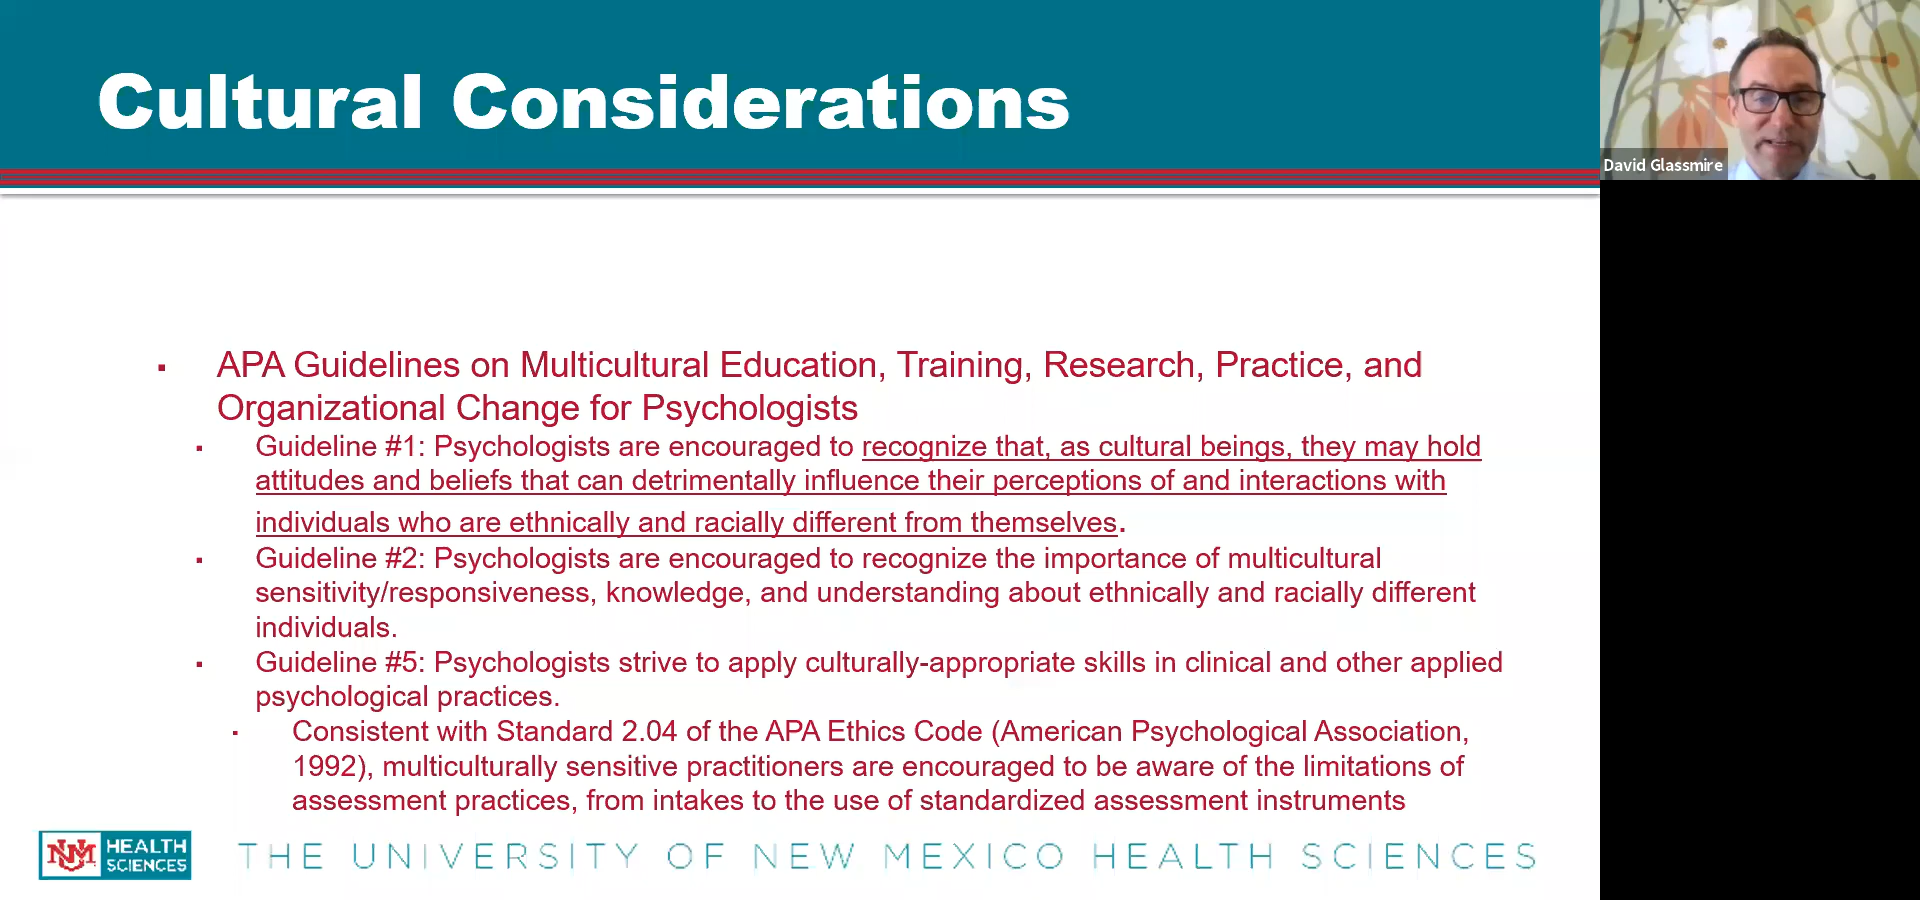 Cultural Considerations
David Glassmire
▪ APA Guidelines on Multicultural Education, Training, Research, Practice, and
Organizational Change for Psychologists
▪ Guideline #1: Psychologists are encouraged to recognize that, as cultural beings, they may hold
attitudes and beliefs that can detrimentally influence their perceptions of and interactions with
individuals who are ethnically and racially different from themselves.
▪ Guideline #2: Psychologists are encouraged to recognize the importance of multicultural
sensitivity/responsiveness, knowledge, and understanding about ethnically and racially different
individuals.
▪ Guideline #5: Psychologists strive to apply culturally-appropriate skills in clinical and other applied
psychological practices.
▪ Consistent with Standard 2.04 of the APA Ethics Code (American Psychological Association,
1992), multiculturally sensitive practitioners are encouraged to be aware of the limitations of
assessment practices, from intakes to the use of standardized assessment instruments
UNM HEALTH
SCIENCES
THE UNIVERSITY OF NEW MEXICO HEALTH SCIENCES